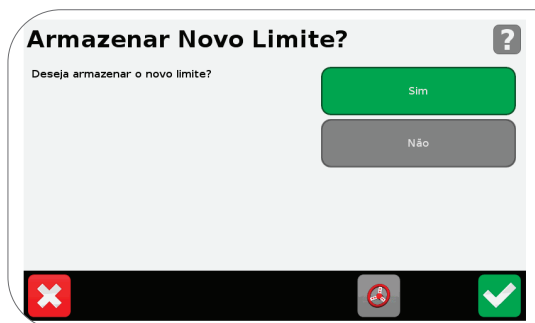 Armazenar Novo Limite?
?
Deseja armazenar o novo limite?
Sim
Não